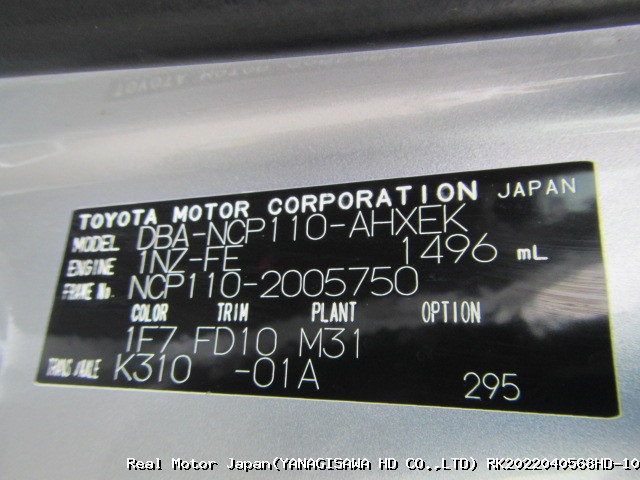 TOYOTA MOTOR CORPORATION JAPAN
MODEL DBA-NCP110-AHXEK
ENGINE 1NZ-FE 1496 mL
FRAME No. NCP110-2005750
COLOR TRIM PLANT OPTION
1F7 FD10 M31
TRANS/AXLE K310 -01A
295
Real Motor Japan(YANAGISAWA HD CO.,LTD) RK2022040568HD-10